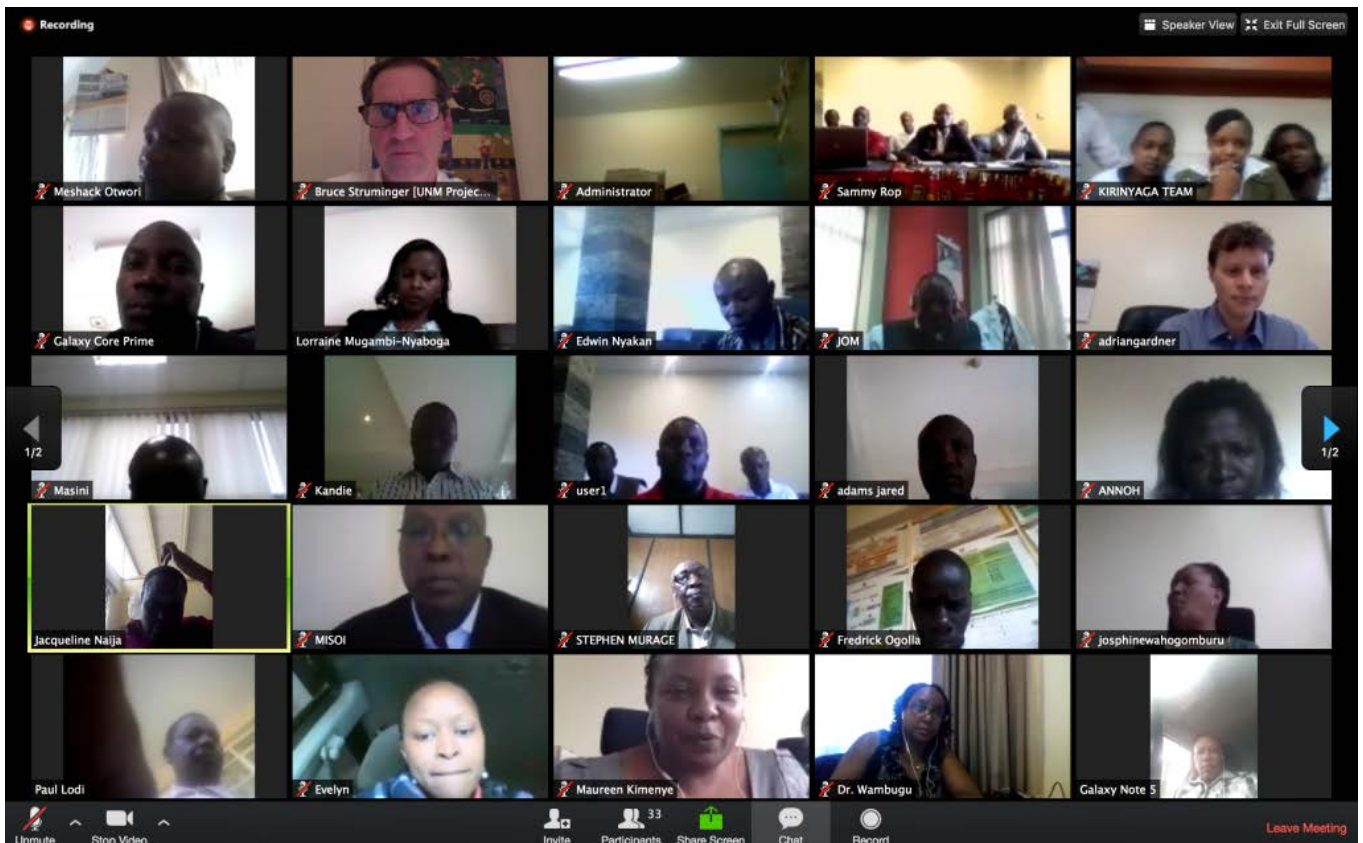 Recording
Speaker View
Exit Full Screen
Meshack Otwori
Bruce Struminger [UNM Projec...
Administrator
Sammy Rop
KIRINYAGA TEAM
Galaxy Core Prime
Lorraine Mugambi-Nyaboga
Edwin Nyakan
JOM
adriangardner
1/2
1/2
Masini
Kandie
user1
adams jared
ANNOH
Jacqueline Naija
MISOI
STEPHEN MURAGE
Fredrick Ogolla
josphinewahogomburu
Paul Lodi
Evelyn
Maureen Kimenye
Dr. Wambugu
Galaxy Note 5
Unmute
Stop Video
Invite
Participants 33
Share Screen
Chat
Record
Leave Meeting